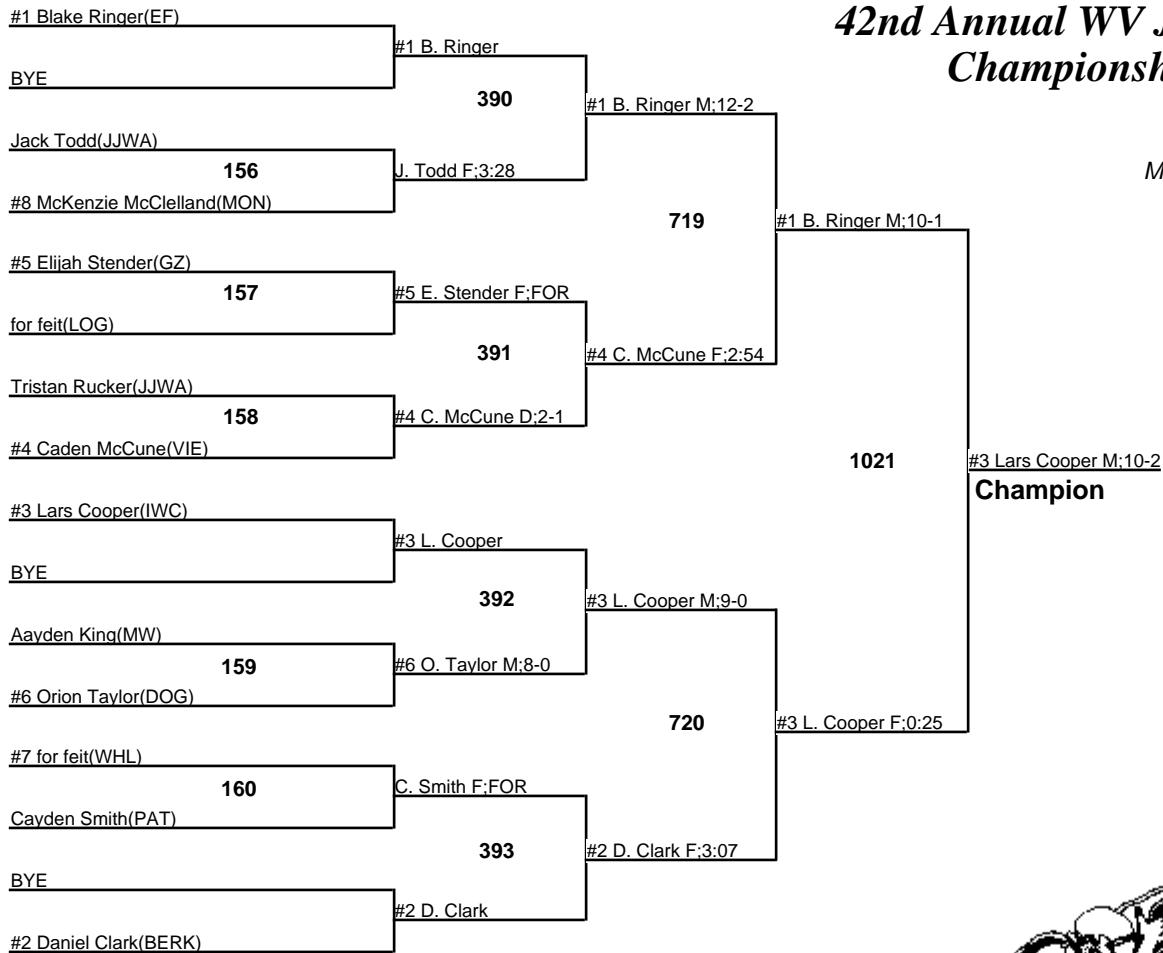 42nd Annual WV J
Championsh
M
#1 Blake Ringer(EF)
BYE
Jack Todd(JJWA)
156
#8 McKenzie McClelland(MON)
#5 Elijah Stender(GZ)
157
for feit(LOG)
Tristan Rucker(JJWA)
158
#4 Caden McCune(VIE)
#3 Lars Cooper(IWC)
BYE
Aayden King(MW)
159
#6 Orion Taylor(DOG)
#7 for feit(WHL)
160
Cayden Smith(PAT)
BYE
#2 Daniel Clark(BERK)
#1 B. Ringer
390
J. Todd F;3:28
#5 E. Stender F;FOR
391
#4 C. McCune D;2-1
#3 L. Cooper
392
#6 O. Taylor M;8-0
C. Smith F;FOR
393
#2 D. Clark
#1 B. Ringer M;12-2
719
#4 C. McCune F;2:54
#3 L. Cooper M;9-0
720
#2 D. Clark F;3:07
#1 B. Ringer M;10-1
1021
#3 L. Cooper F;0:25
#3 Lars Cooper M;10-2
Champion